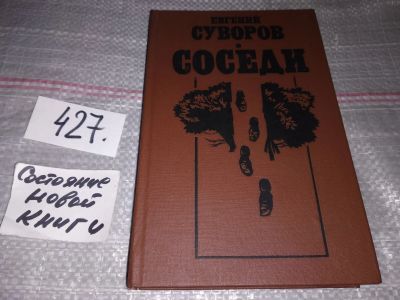 ЕВГЕНИЙ
СУВОРОВ
СОСЕДИ
427.
Состояние
новой
книги